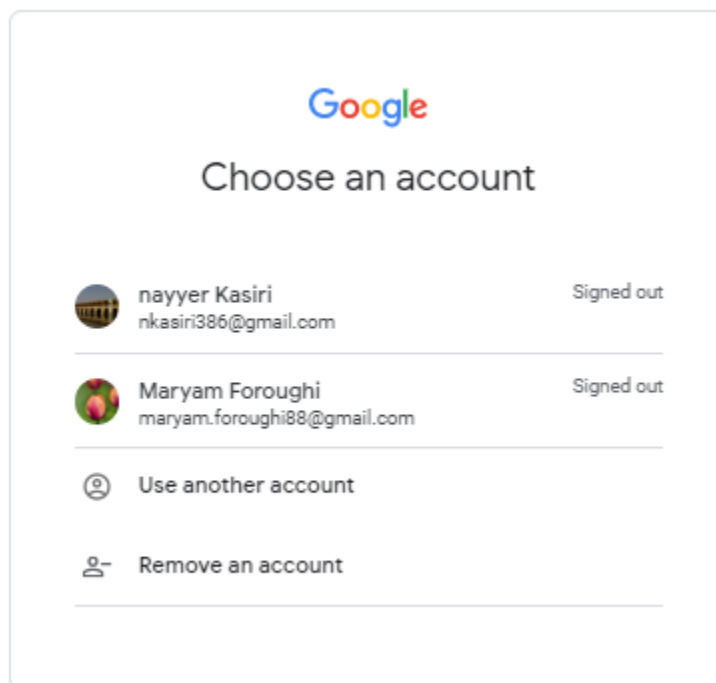 Google
Choose an account
nayyer Kasiri
Signed out
nkasiri386@gmail.com
Maryam Foroughi
Signed out
maryam.foroughi88@gmail.com
Use another account
Remove an account